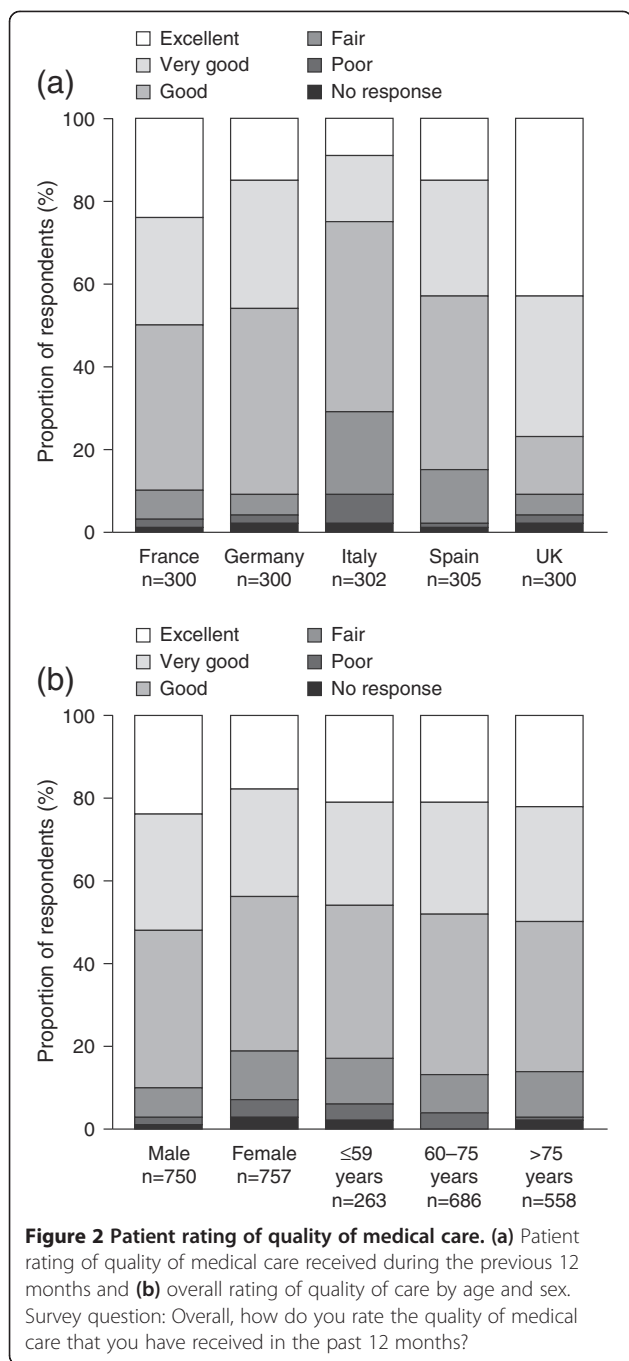 Excellent
Very good
Good
Fair
Poor
No response
(a)
Proportion of respondents (%)
100
80
60
40
20
0
France
n=300
Germany
n=300
Italy
n=302
Spain
n=305
UK
n=300
Excellent
Very good
Good
Fair
Poor
No response
(b)
Proportion of respondents (%)
100
80
60
40
20
0
Male
n=750
Female
n=757
≤59
years
n=263
60–75
years
n=686
>75
years
n=558
Figure 2 Patient rating of quality of medical care. (a) Patient
rating of quality of medical care received during the previous 12
months and (b) overall rating of quality of care by age and sex.
Survey question: Overall, how do you rate the quality of medical
care that you have received in the past 12 months?